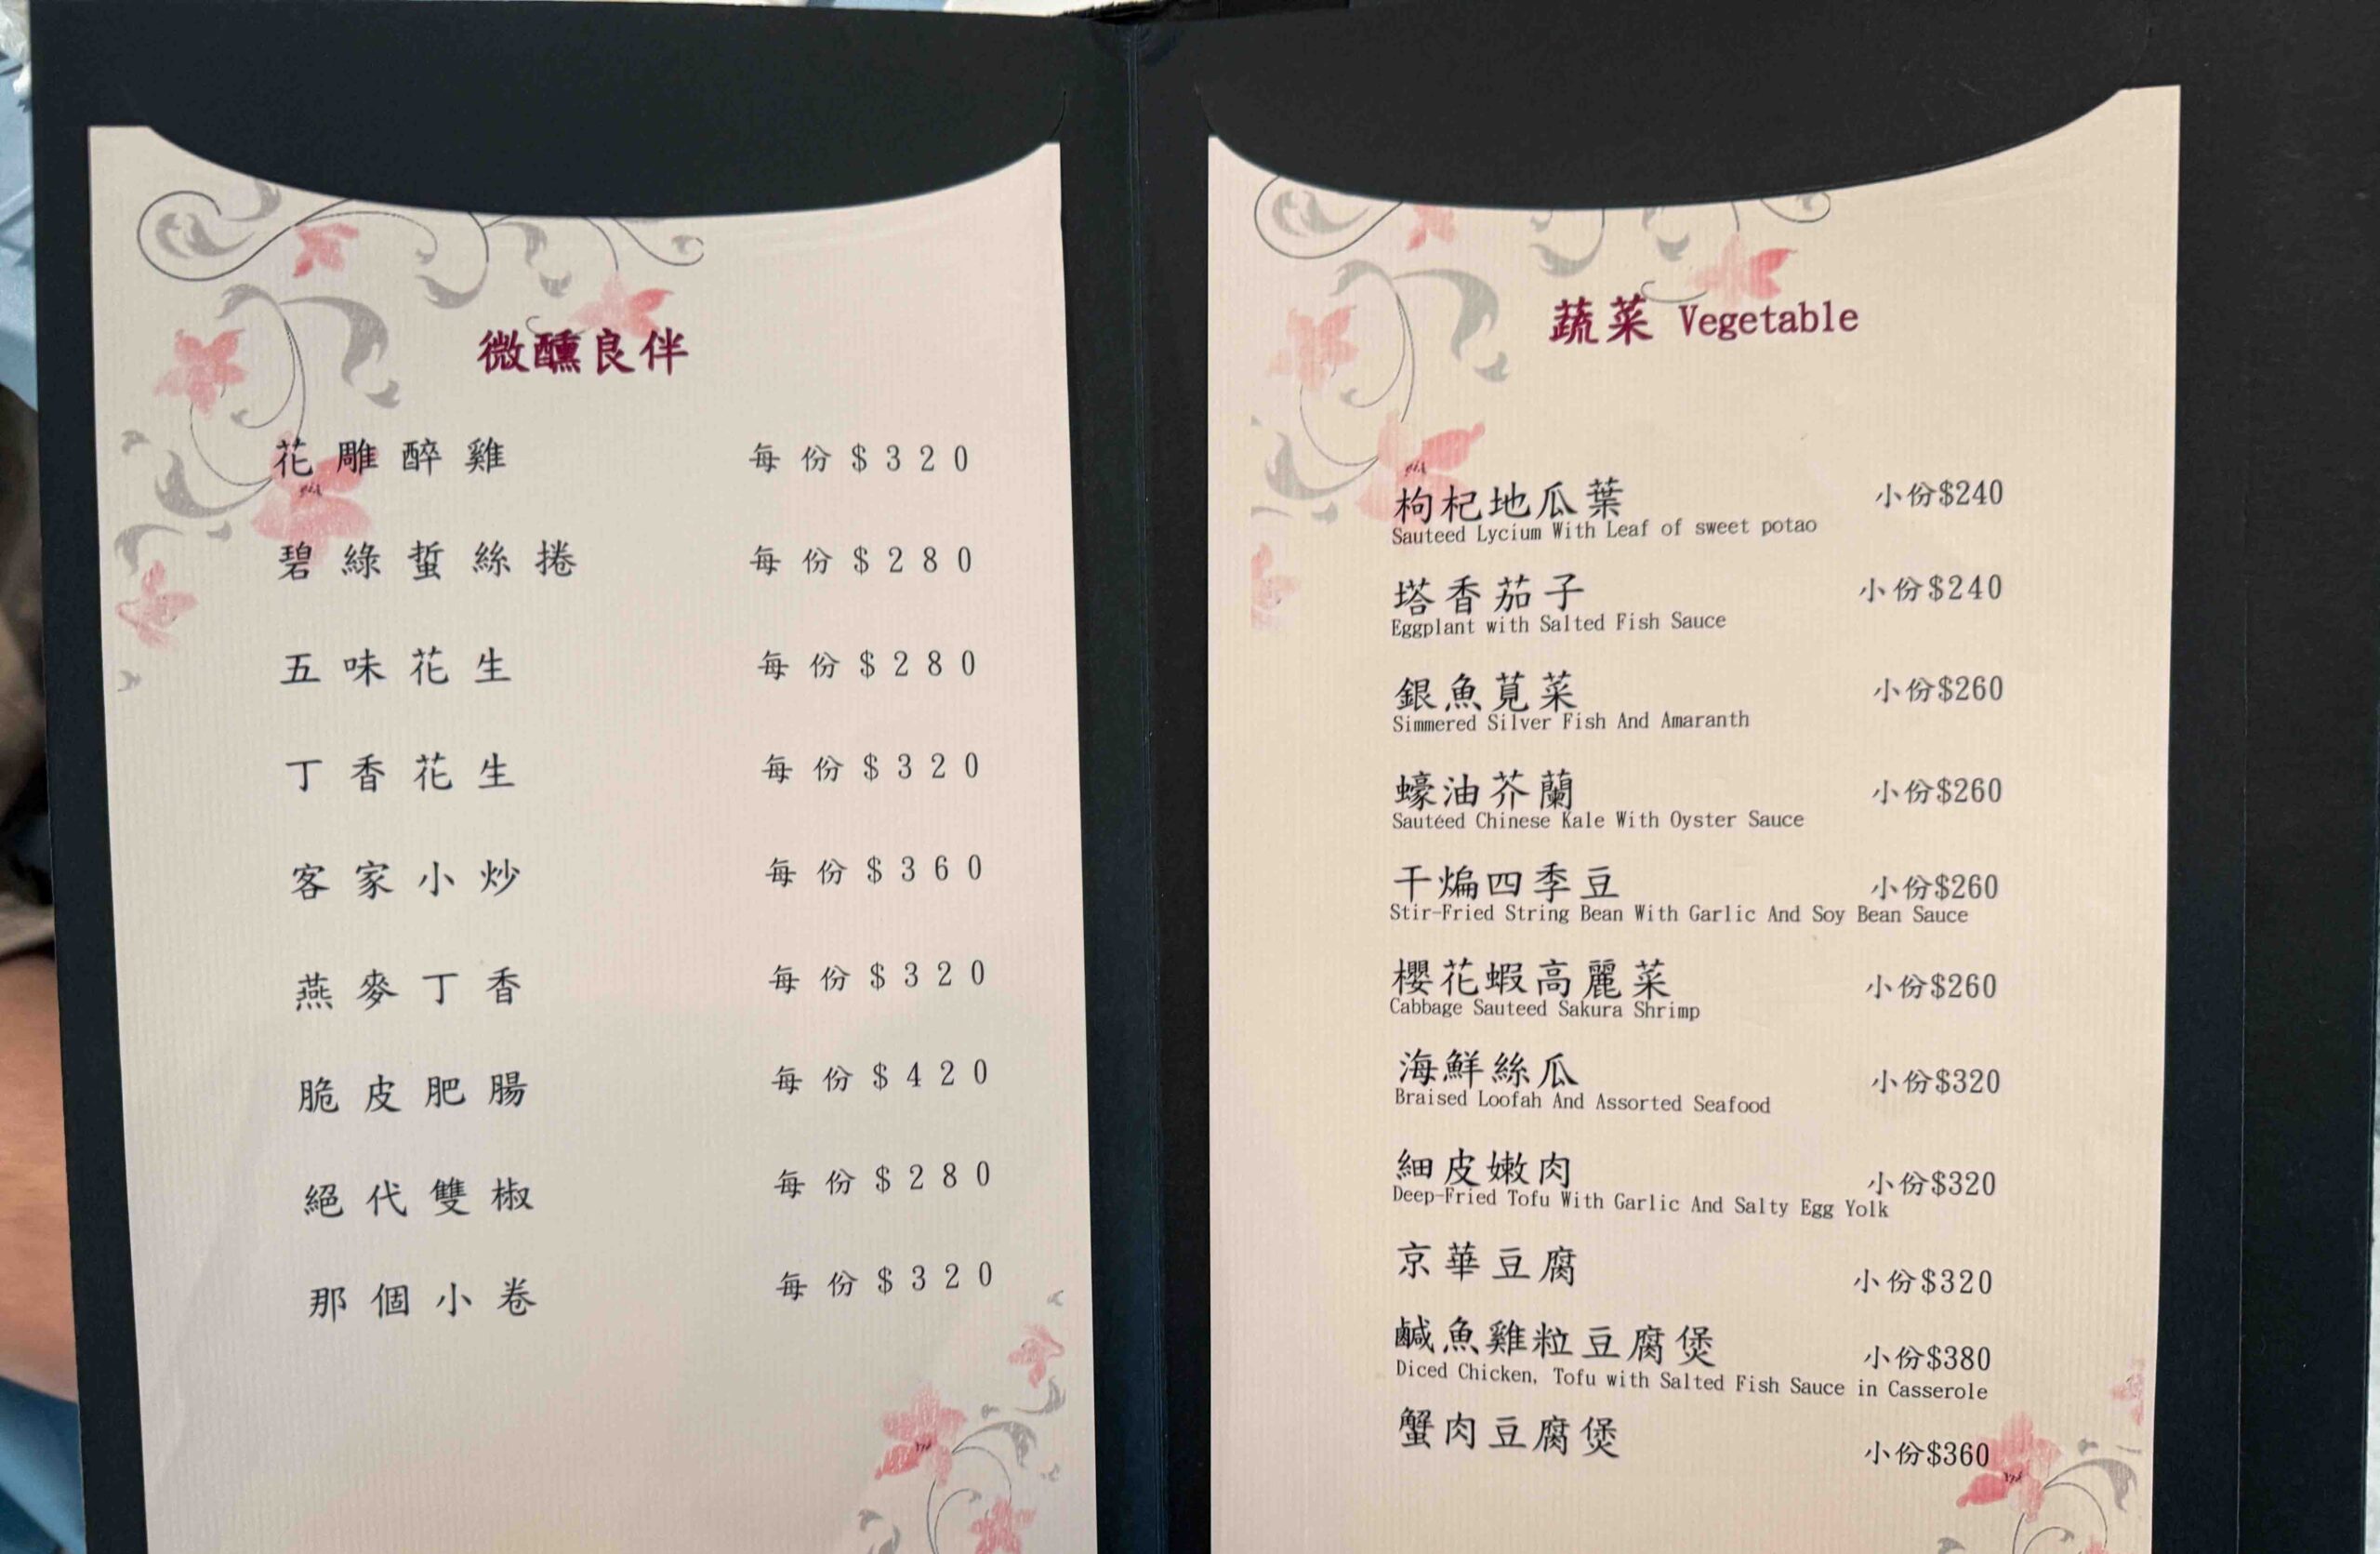 微醺良伴
花雕醉雞 每份$320
碧綠蜇絲捲 每份$280
五味花生 每份$280
丁香花生 每份$320
客家小炒 每份$360
燕麥丁香 每份$320
脆皮肥腸 每份$420
絕代雙椒 每份$280
那個小卷 每份$320
蔬菜 Vegetable
枸杞地瓜葉 小份$240
Sauteed Lycium With Leaf of sweet potao
塔香茄子 小份$240
Eggplant with Salted Fish Sauce
銀魚莧菜 小份$260
Simmered Silver Fish And Amaranth
蠔油芥蘭 小份$260
Sautéed Chinese Kale With Oyster Sauce
干煸四季豆 小份$260
Stir-Fried String Bean With Garlic And Soy Bean Sauce
櫻花蝦高麗菜 小份$260
Cabbage Sauteed Sakura Shrimp
海鮮絲瓜 小份$320
Braised Loofah And Assorted Seafood
細皮嫩肉 小份$320
Deep-Fried Tofu With Garlic And Salty Egg Yolk
京華豆腐 小份$320
鹹魚雞粒豆腐煲 小份$380
Diced Chicken, Tofu with Salted Fish Sauce in Casserole
蟹肉豆腐煲 小份$360